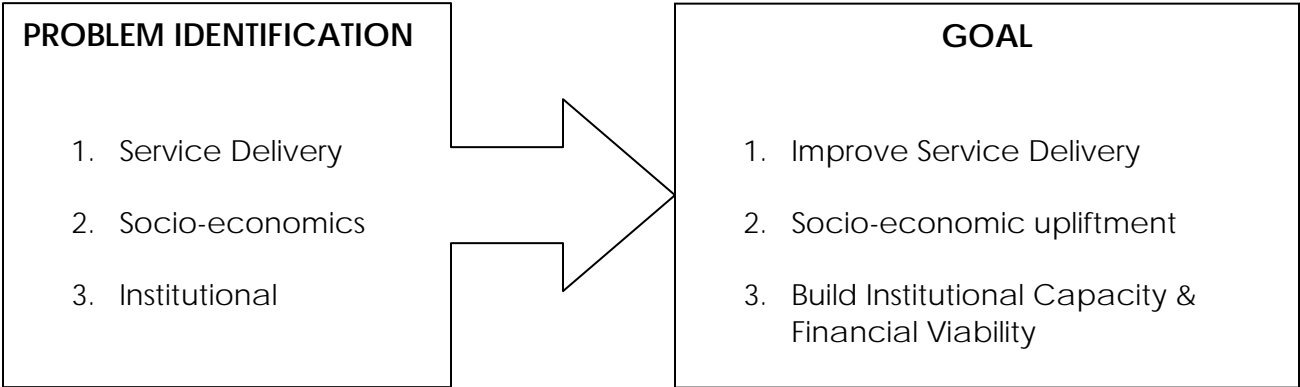 PROBLEM IDENTIFICATION
1. Service Delivery
2. Socio-economics
3. Institutional
GOAL
1. Improve Service Delivery
2. Socio-economic upliftment
3. Build Institutional Capacity &
Financial Viability